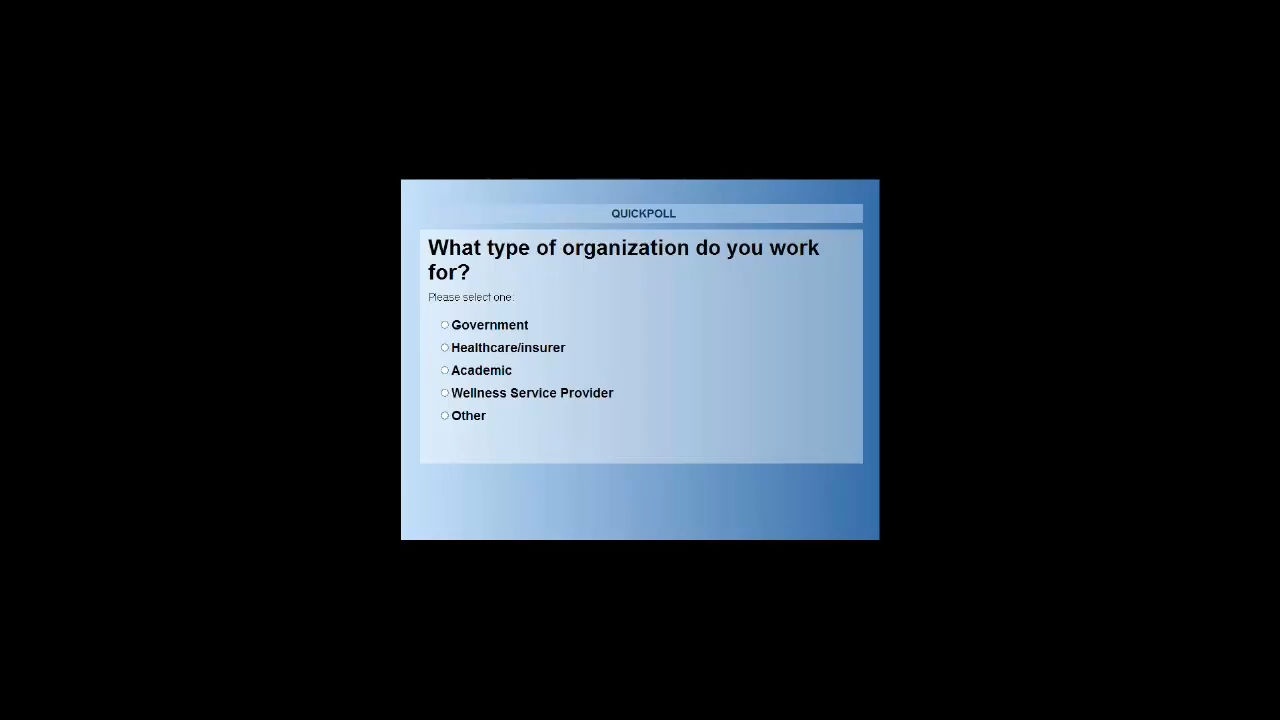 QUICKPOLL
What type of organization do you work
for?
Please select one:
Government
Healthcare/insurer
Academic
Wellness Service Provider
Other